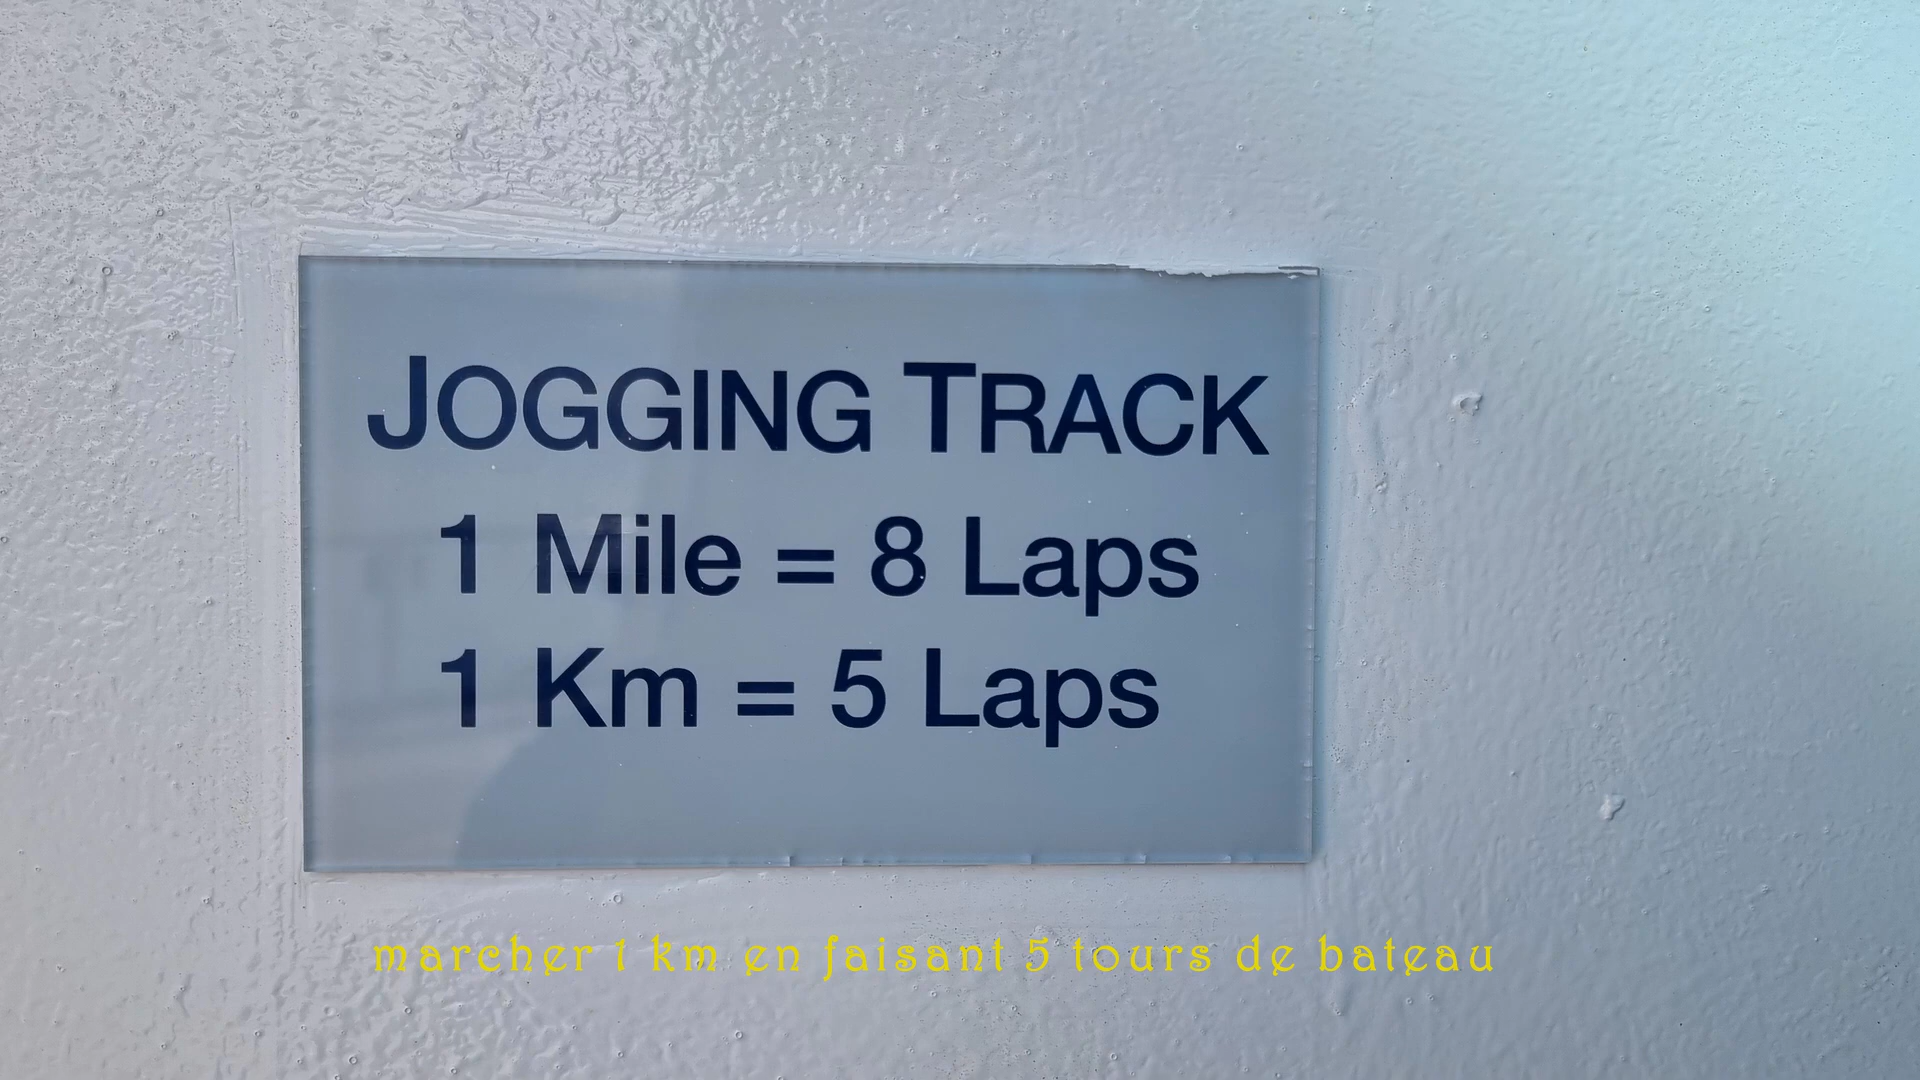 JOGGING TRACK
1 Mile = 8 Laps
1 Km = 5 Laps
marcher 1 km en faisant 5 tours de bateau